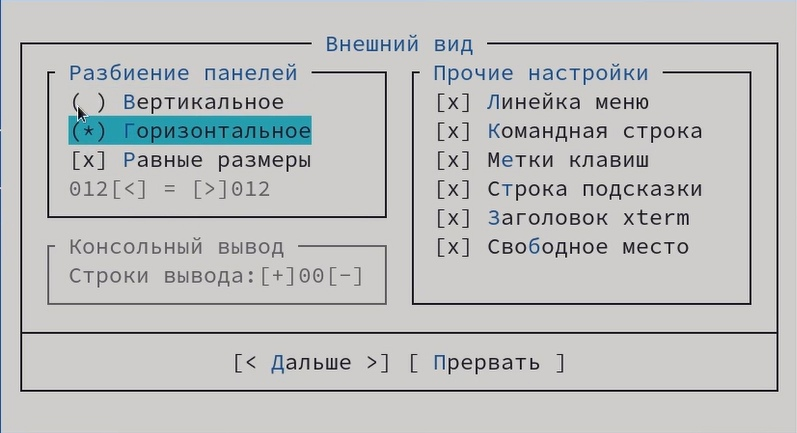 Внешний вид
Разбиение панелей
( ) Вертикальное
(*) Горизонтальное
[x] Равные размеры
012[<] = [>]012
Консольный вывод
Строки вывода:[+]00[-]
Прочие настройки
[x] Линейка меню
[x] Командная строка
[x] Метки клавиш
[x] Строка подсказки
[x] Заголовок xterm
[x] Свободное место
[< Дальше >] [ Прервать ]